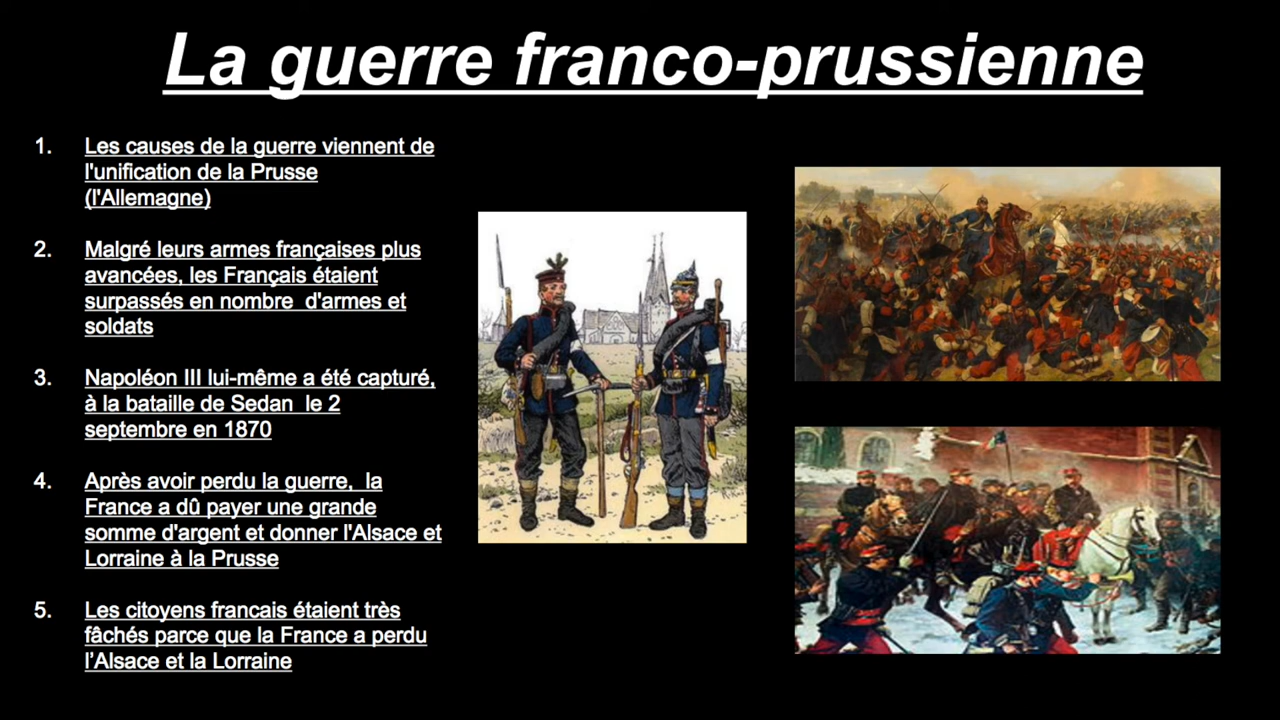 La guerre franco-prussienne
1. Les causes de la guerre viennent de
l'unification de la Prusse
(l'Allemagne)
2. Malgré leurs armes françaises plus
avancées, les Français étaient
surpassés en nombre  d'armes et
soldats
3. Napoléon III lui-même a été capturé,
à la bataille de Sedan  le 2
septembre en 1870
4. Après avoir perdu la guerre,  la
France a dû payer une grande
somme d'argent et donner l'Alsace et
Lorraine à la Prusse
5. Les citoyens francais étaient très
fâchés parce que la France a perdu
l’Alsace et la Lorraine